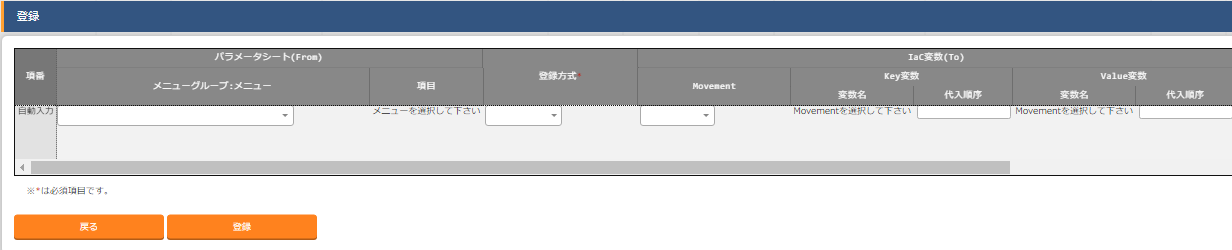 登録
パラメータシート(From)
IaC変数(To)
項番
登録方式*
Key変数
Value変数
メニューグループ:メニュー
項目
Movement
変数名
代入順序
変数名
代入順序
自動入力
メニューを選択して下さい
Movementを選択して下さい
Movementを選択して下さい
※*は必須項目です。
戻る
登録